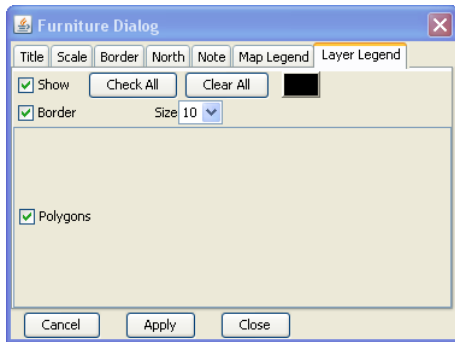 Furniture Dialog
Title Scale Border North Note Map Legend Layer Legend
Show Check All Clear All
Border Size 10
Polygons
Cancel Apply Close